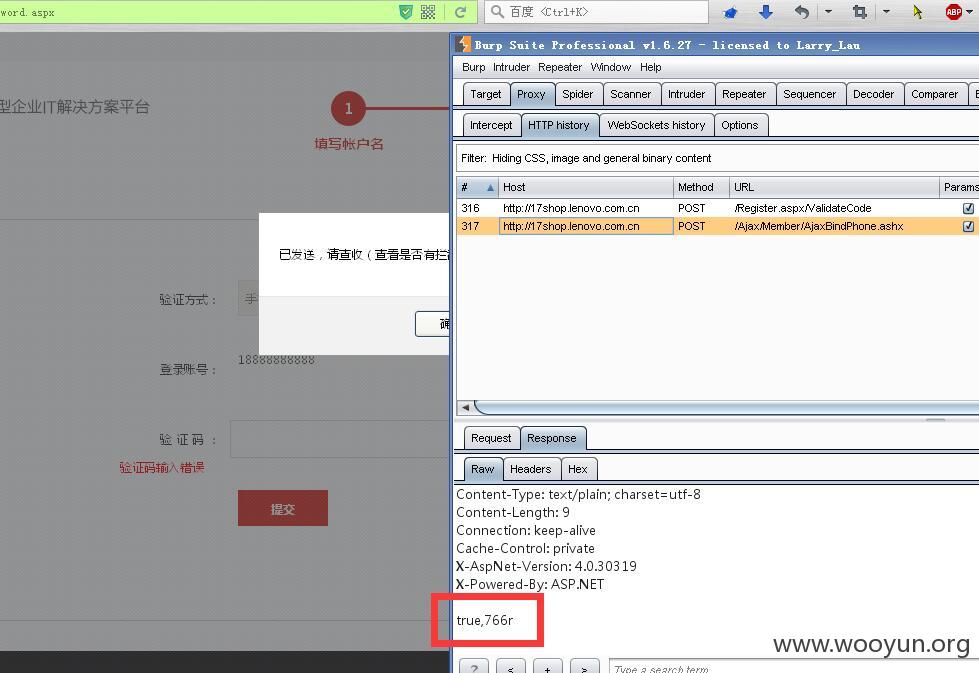 word.aspx
百度 <Ctrl+K>
ABP
Burp Suite Professional v1.6.27 - licensed to Larry_Lau
Burp Intruder Repeater Window Help
Target Proxy Spider Scanner Intruder Repeater Sequencer Decoder Comparer
Intercept HTTP history WebSockets history Options
Filter: Hiding CSS, image and general binary content
# Host Method URL Params
316 http://17shop.lenovo.com.cn POST /Register.aspx/ValidateCode
317 http://17shop.lenovo.com.cn POST /Ajax/Member/AjaxBindPhone.ashx
型企业IT解决方案平台
1
填写帐户名
已发送，请查收（查看是否有拦
确
验证方式：
手
登录账号：
18888888888
验 证 码 ：
验证码输入错误
提交
Request Response
Raw Headers Hex
Content-Type: text/plain; charset=utf-8
Content-Length: 9
Connection: keep-alive
Cache-Control: private
X-AspNet-Version: 4.0.30319
X-Powered-By: ASP.NET
true,766r
www.wooyun.org
? < + > Type a search term